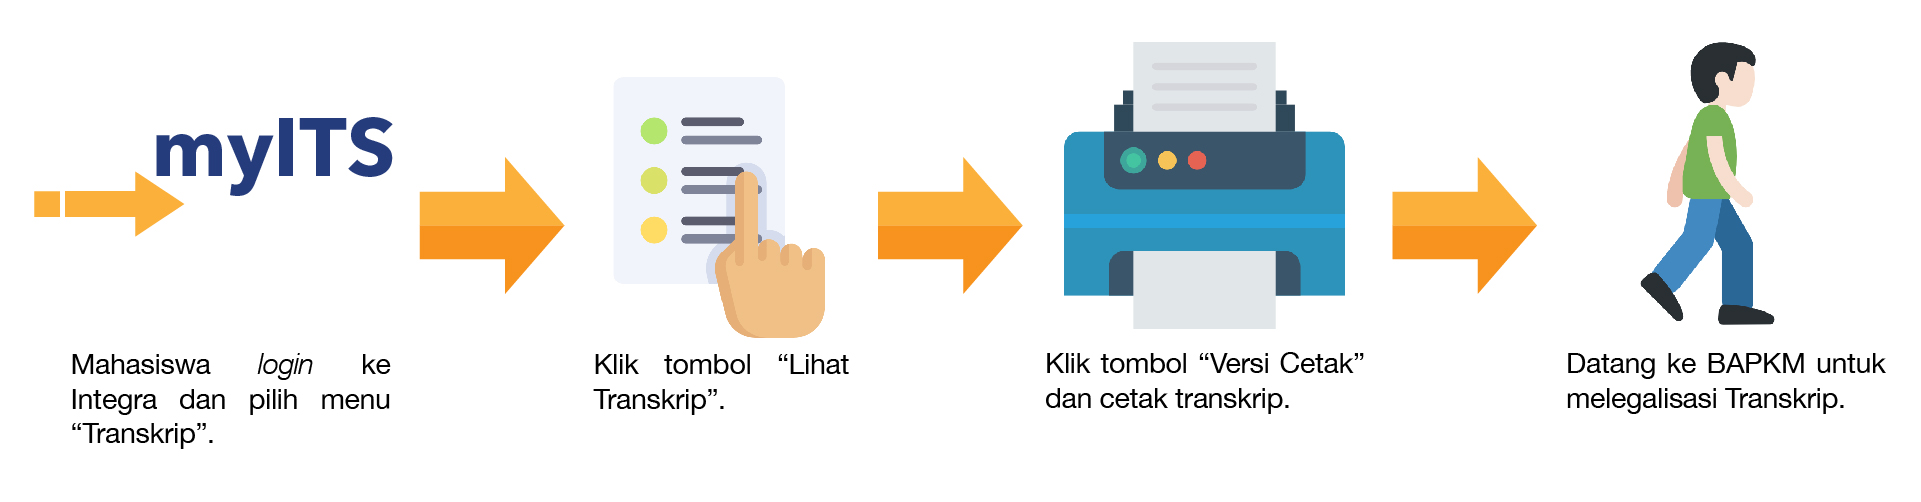 myITS
Mahasiswa login ke
Integra dan pilih menu
“Transkrip”.
Klik tombol “Lihat
Transkrip”.
Klik tombol “Versi Cetak”
dan cetak transkrip.
Datang ke BAPKM untuk
melegalisasi Transkrip.